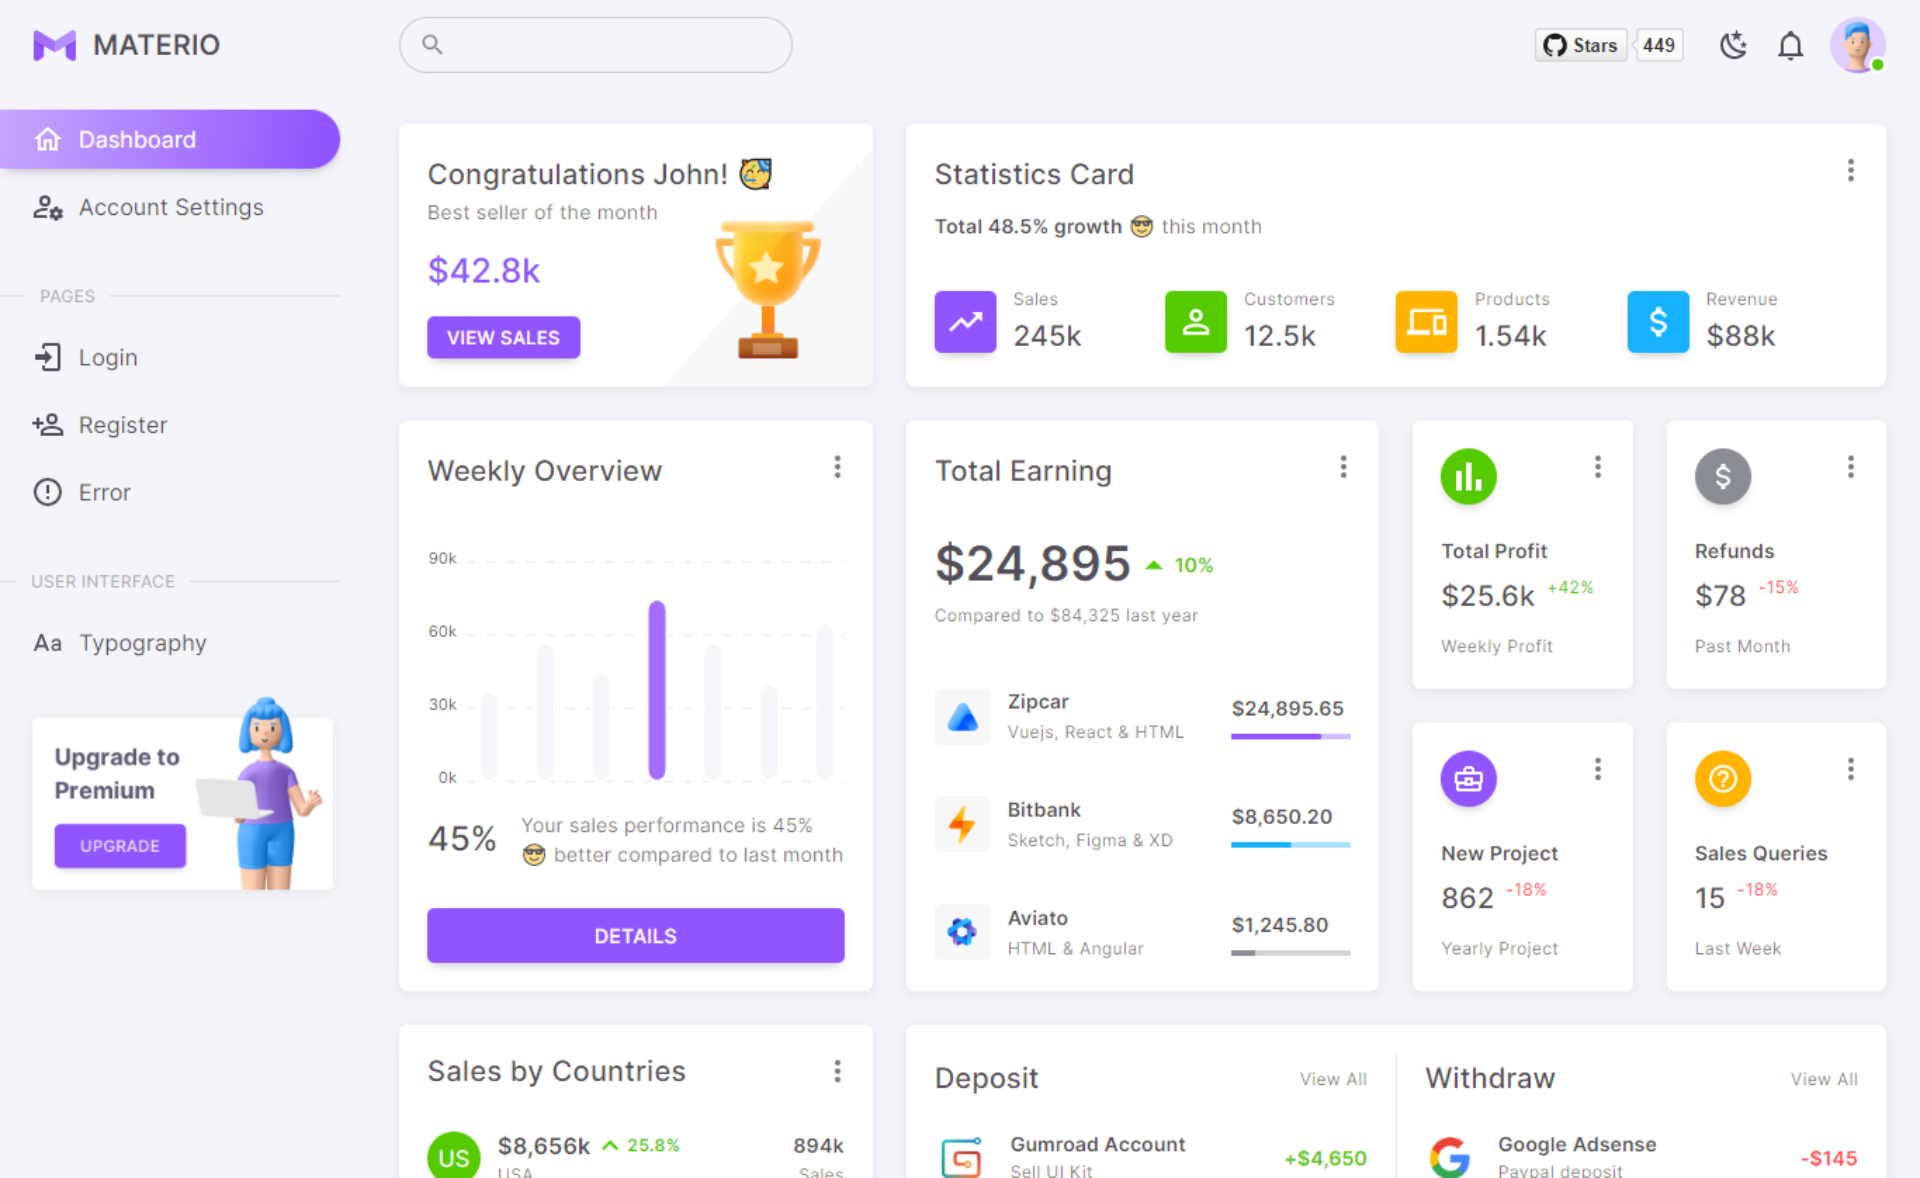 MATERIO
Stars
449
Dashboard
Account Settings
PAGES
Login
Register
Error
USER INTERFACE
Aa Typography
Upgrade to
Premium
UPGRADE
Congratulations John! 🥳
Best seller of the month
$42.8k
VIEW SALES
Statistics Card
Total 48.5% growth 😎 this month
Sales
245k
Customers
12.5k
Products
1.54k
Revenue
$88k
Weekly Overview
90k
60k
30k
0k
45%
Your sales performance is 45%
😎 better compared to last month
DETAILS
Total Earning
$24,895 10%
Compared to $84,325 last year
Zipcar
Vuejs, React & HTML
$24,895.65
Bitbank
Sketch, Figma & XD
$8,650.20
Aviato
HTML & Angular
$1,245.80
Total Profit
$25.6k +42%
Weekly Profit
Refunds
$78 -15%
Past Month
New Project
862 -18%
Yearly Project
Sales Queries
15 -18%
Last Week
Sales by Countries
US
$8,656k 25.8%
USA
894k
Sales
Deposit
View All
Gumroad Account
Sell UI Kit
+$4,650
Withdraw
View All
Google Adsense
Paypal deposit
-$145